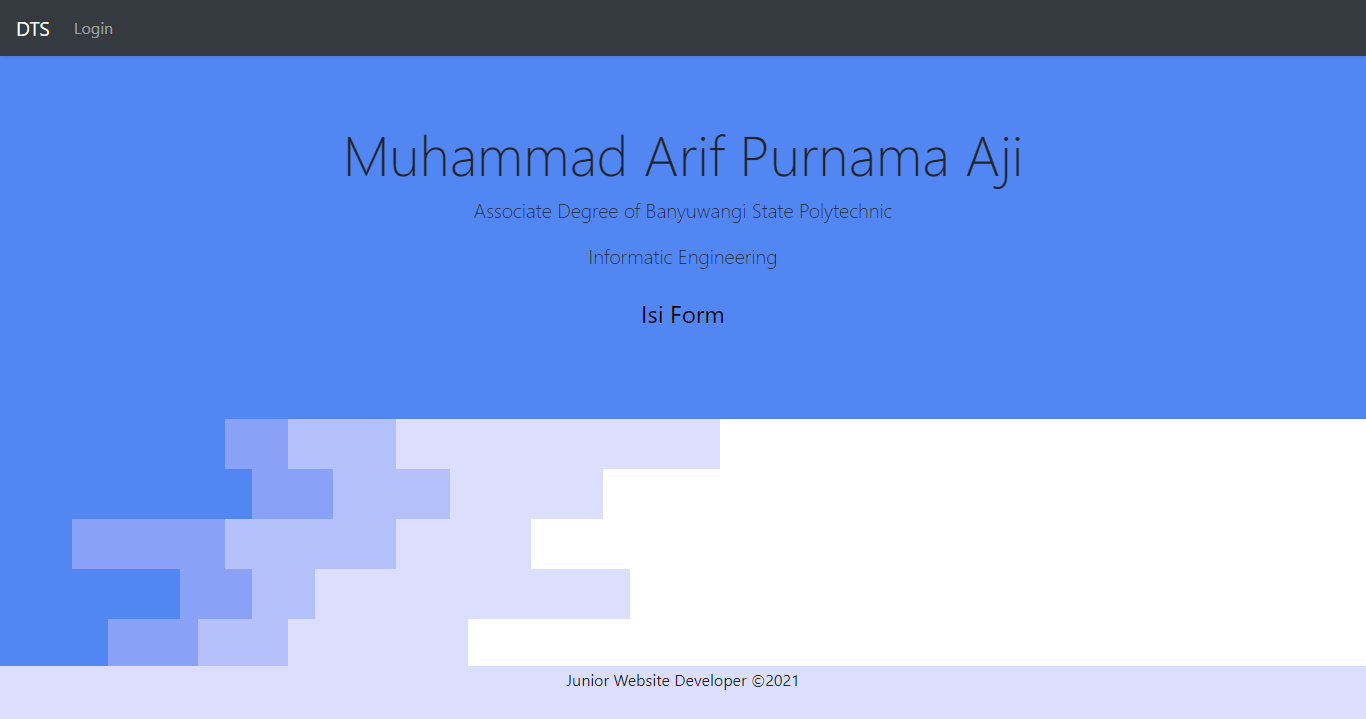 DTS Login
Muhammad Arif Purnama Aji
Associate Degree of Banyuwangi State Polytechnic
Informatic Engineering
Isi Form
Junior Website Developer ©2021